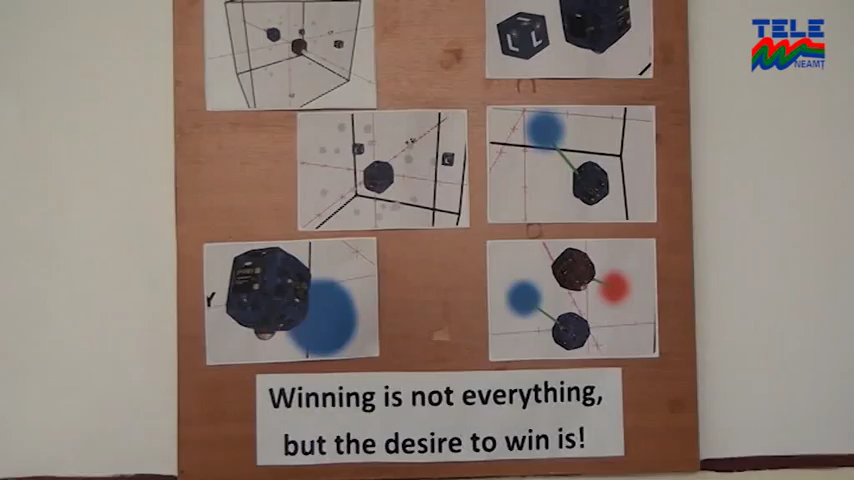 TELE
NEAMT
L L
Y
Winning is not everything,
but the desire to win is!